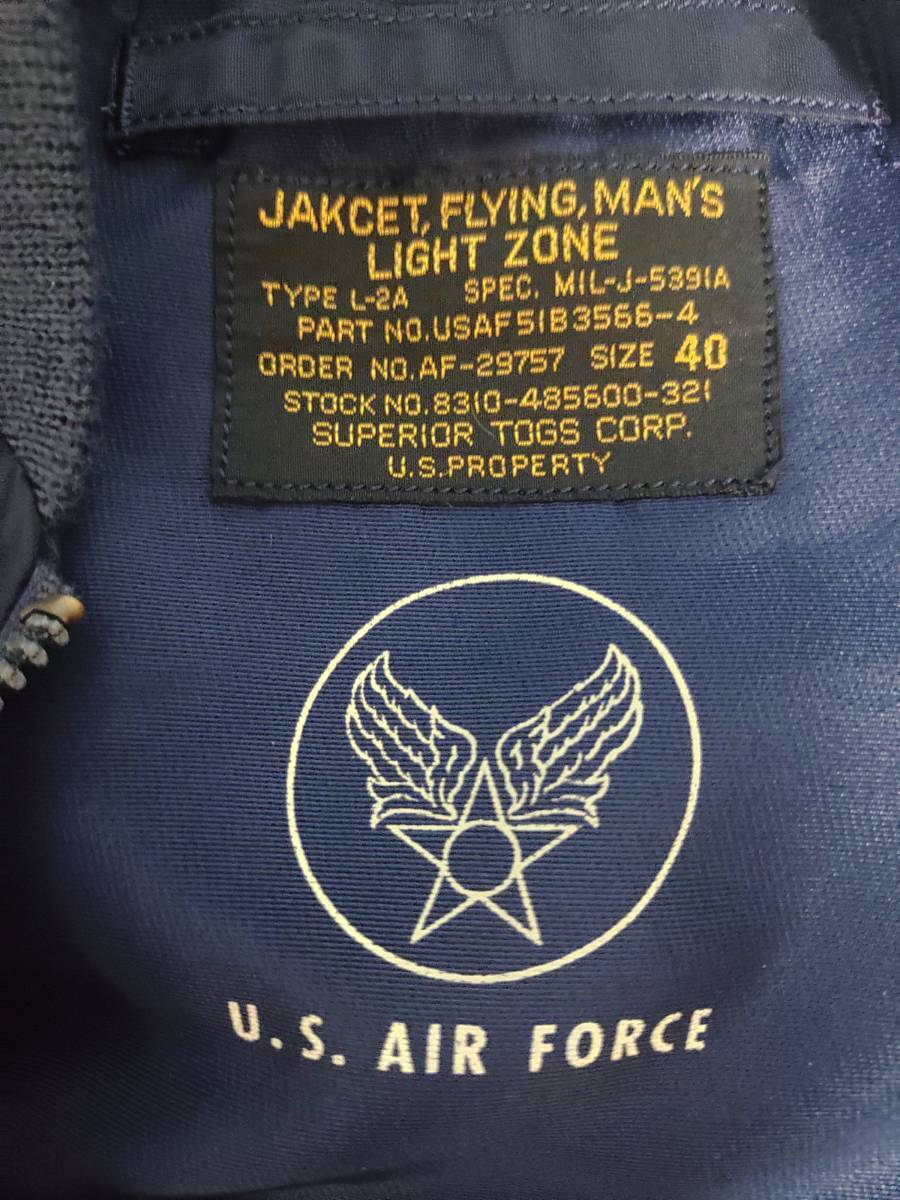 JAKCET, FLYING, MAN'S
LIGHT ZONE
TYPE L-2A SPEC. MIL-J-5391A
PART NO. USAF51B3566-4
ORDER NO. AF-29757 SIZE 40
STOCK NO. 8310-485600-321
SUPERIOR TOGS CORP.
U.S. PROPERTY
U.S. AIR FORCE